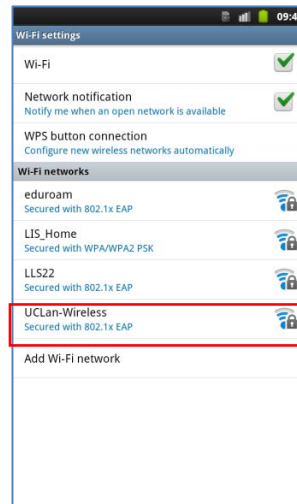 09:4
Wi-Fi settings
Wi-Fi
Network notification
Notify me when an open network is available
WPS button connection
Configure new wireless networks automatically
Wi-Fi networks
eduroam
Secured with 802.1x EAP
LIS_Home
Secured with WPA/WPA2 PSK
LLS22
Secured with 802.1x EAP
UCLan-Wireless
Secured with 802.1x EAP
Add Wi-Fi network